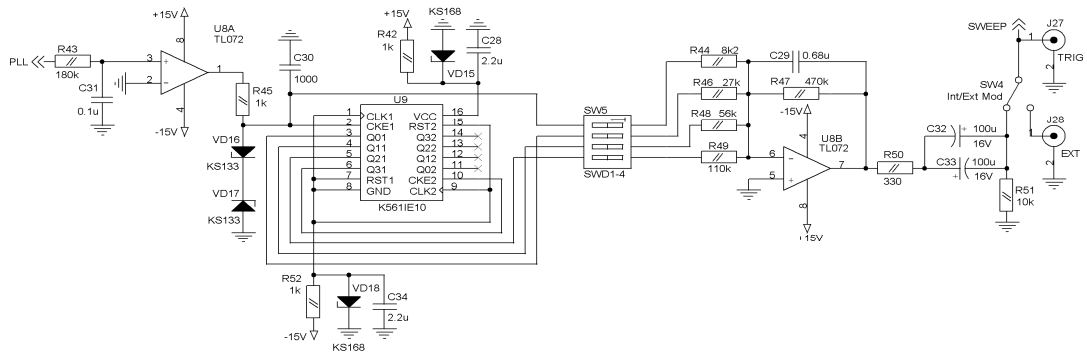 +15V
U8A
TL072
PLL
R43
180k
3
2
8
4
1
C31
0.1u
-15V
R45
1k
VD16
KS133
VD17
KS133
C30
1000
+15V
R42
1k
KS168
VD15
C28
2.2u
U9
1 CLK1 VCC 16
2 CKE1 RST2 15
3 Q01 Q32 14
4 Q11 Q22 13
5 Q21 Q12 12
6 Q31 Q02 11
7 RST1 CKE2 10
8 GND CLK2 9
K561IE10
R52
1k
-15V
VD18
KS168
C34
2.2u
SW5
SWD1-4
R44 8k2
R46 27k
R48 56k
R49
110k
C29 0.68u
R47 470k
-15V
U8B
TL072
4
6
5
7
8
+15V
R50
330
C32 + 100u
16V
C33 100u
+ 16V
R51
10k
SWEEP
SW4
Int/Ext Mod
J27
1
2
TRIG
J28
1
2
EXT